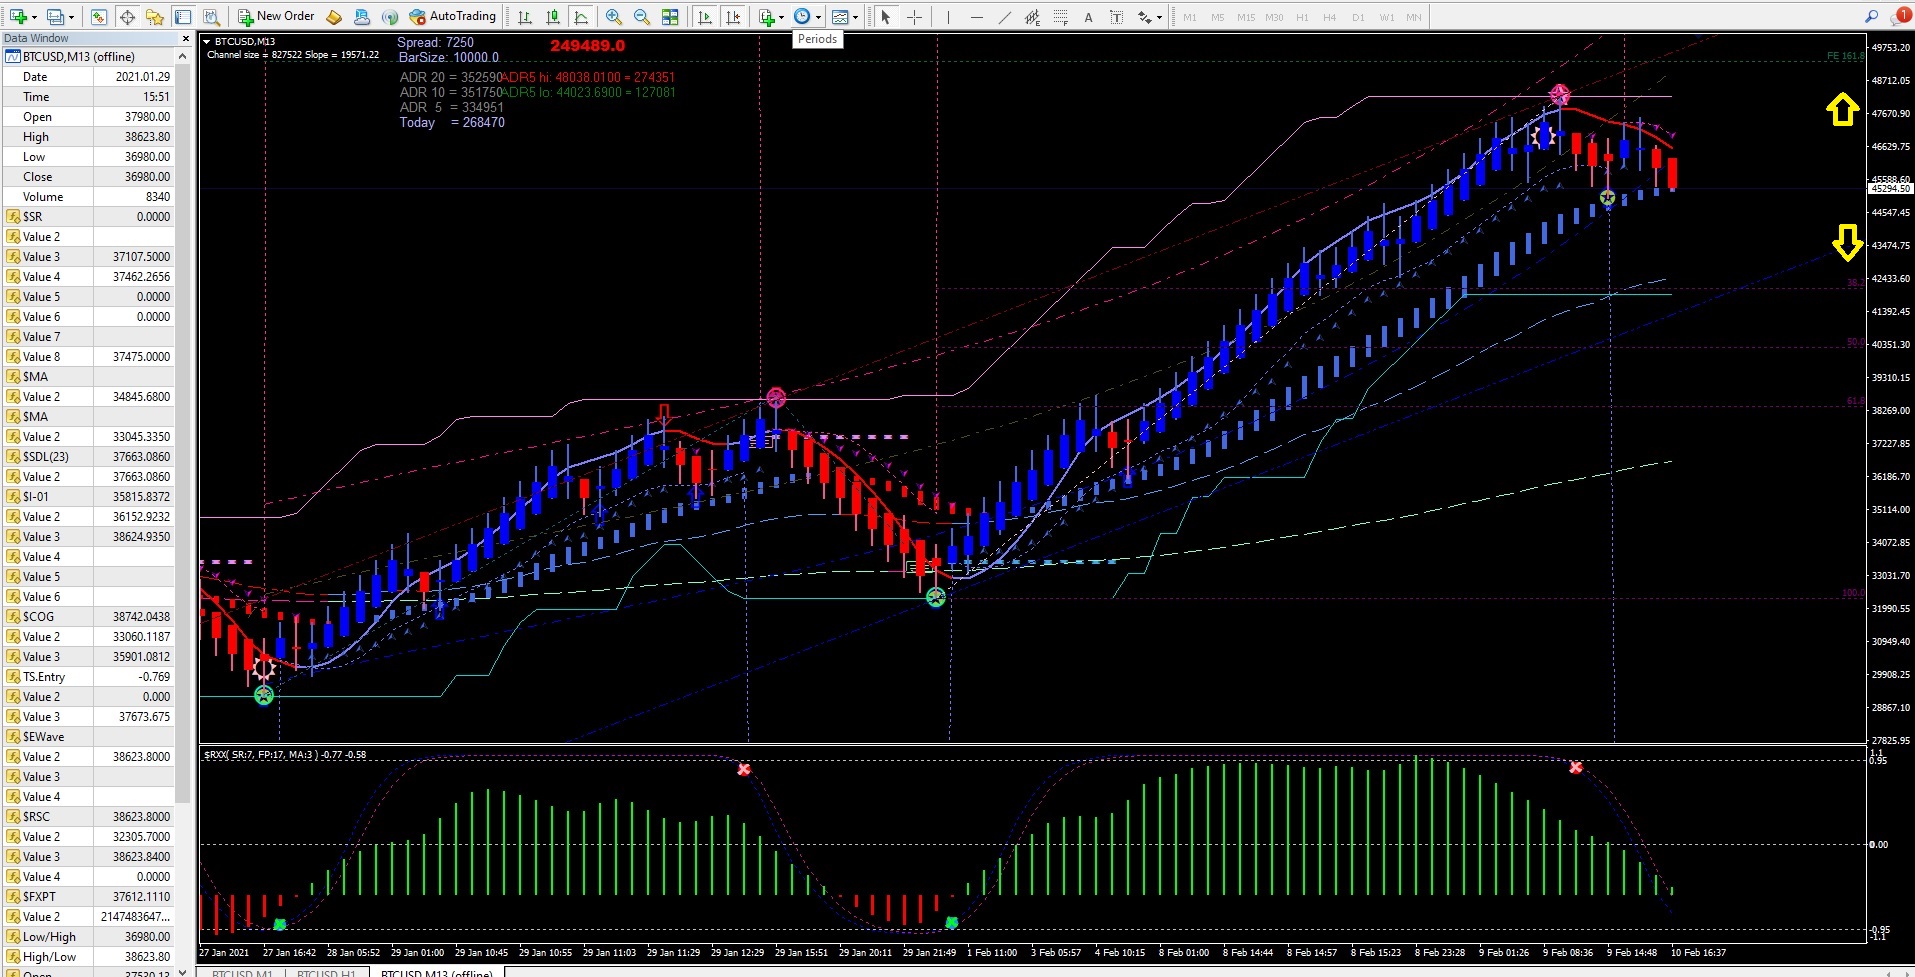 New Order
AutoTrading
M1 M5 M15 M30 H1 H4 D1 W1 MN
1
Periods
Data Window
BTCUSD,M13 (offline)
Date 2021.01.29
Time 15:51
Open 37980.00
High 38623.80
Low 36980.00
Close 36980.00
Volume 8340
$SR 0.0000
Value 2
Value 3 37107.5000
Value 4 37462.2656
Value 5 0.0000
Value 6 0.0000
Value 7
Value 8 37475.0000
$MA
Value 2 34845.6800
$MA
Value 2 33045.3350
$SDL(23) 37663.0860
Value 2 37663.0860
$I-01 35815.8372
Value 2 36152.9232
Value 3 38624.9350
Value 4
Value 5
Value 6
$COG 38742.0438
Value 2 33060.1187
Value 3 35901.0812
TS.Entry -0.769
Value 2 0.000
Value 3 37673.675
$EWave
Value 2 38623.8000
Value 3
Value 4
$RSC 38623.8000
Value 2 32305.7000
Value 3 38623.8400
Value 4 0.0000
$FXPT 37612.1110
Value 2 2147483647...
Low/High 36980.00
High/Low 38623.80
Open 37530.13
BTCUSD,M13
Channel size = 827522 Slope = 19571.22
Spread: 7250
BarSize: 10000.0
249489.0
ADR 20 = 352590
ADR5 hi: 48038.0100 = 274351
ADR 10 = 351750
ADR5 lo: 44023.6900 = 127081
ADR 5 = 334951
Today = 268470
FE 161.8
38.2
50.0
61.8
100.0
49753.20
48712.05
47670.90
46629.75
45588.60
45294.50
44547.45
43474.75
42433.60
41392.45
40351.30
39310.15
38269.00
37227.85
36186.70
35114.00
34072.85
33031.70
31990.55
30949.40
29908.25
28867.10
27825.95
$RXX( SR:7, FP:17, MA:3 ) -0.77 -0.58
1.1
0.95
0.00
-0.95
-1.1
27 Jan 2021 27 Jan 16:42 28 Jan 05:52 29 Jan 01:00 29 Jan 10:45 29 Jan 10:55 29 Jan 11:03 29 Jan 11:29 29 Jan 12:29 29 Jan 15:51 29 Jan 20:11 29 Jan 21:49 1 Feb 11:00 3 Feb 05:57 4 Feb 10:15 8 Feb 01:00 8 Feb 14:44 8 Feb 14:57 8 Feb 15:23 8 Feb 23:28 9 Feb 01:26 9 Feb 08:36 9 Feb 14:48 10 Feb 16:37
BTCUSD,M1 BTCUSD,H1 BTCUSD,M13 (offline)